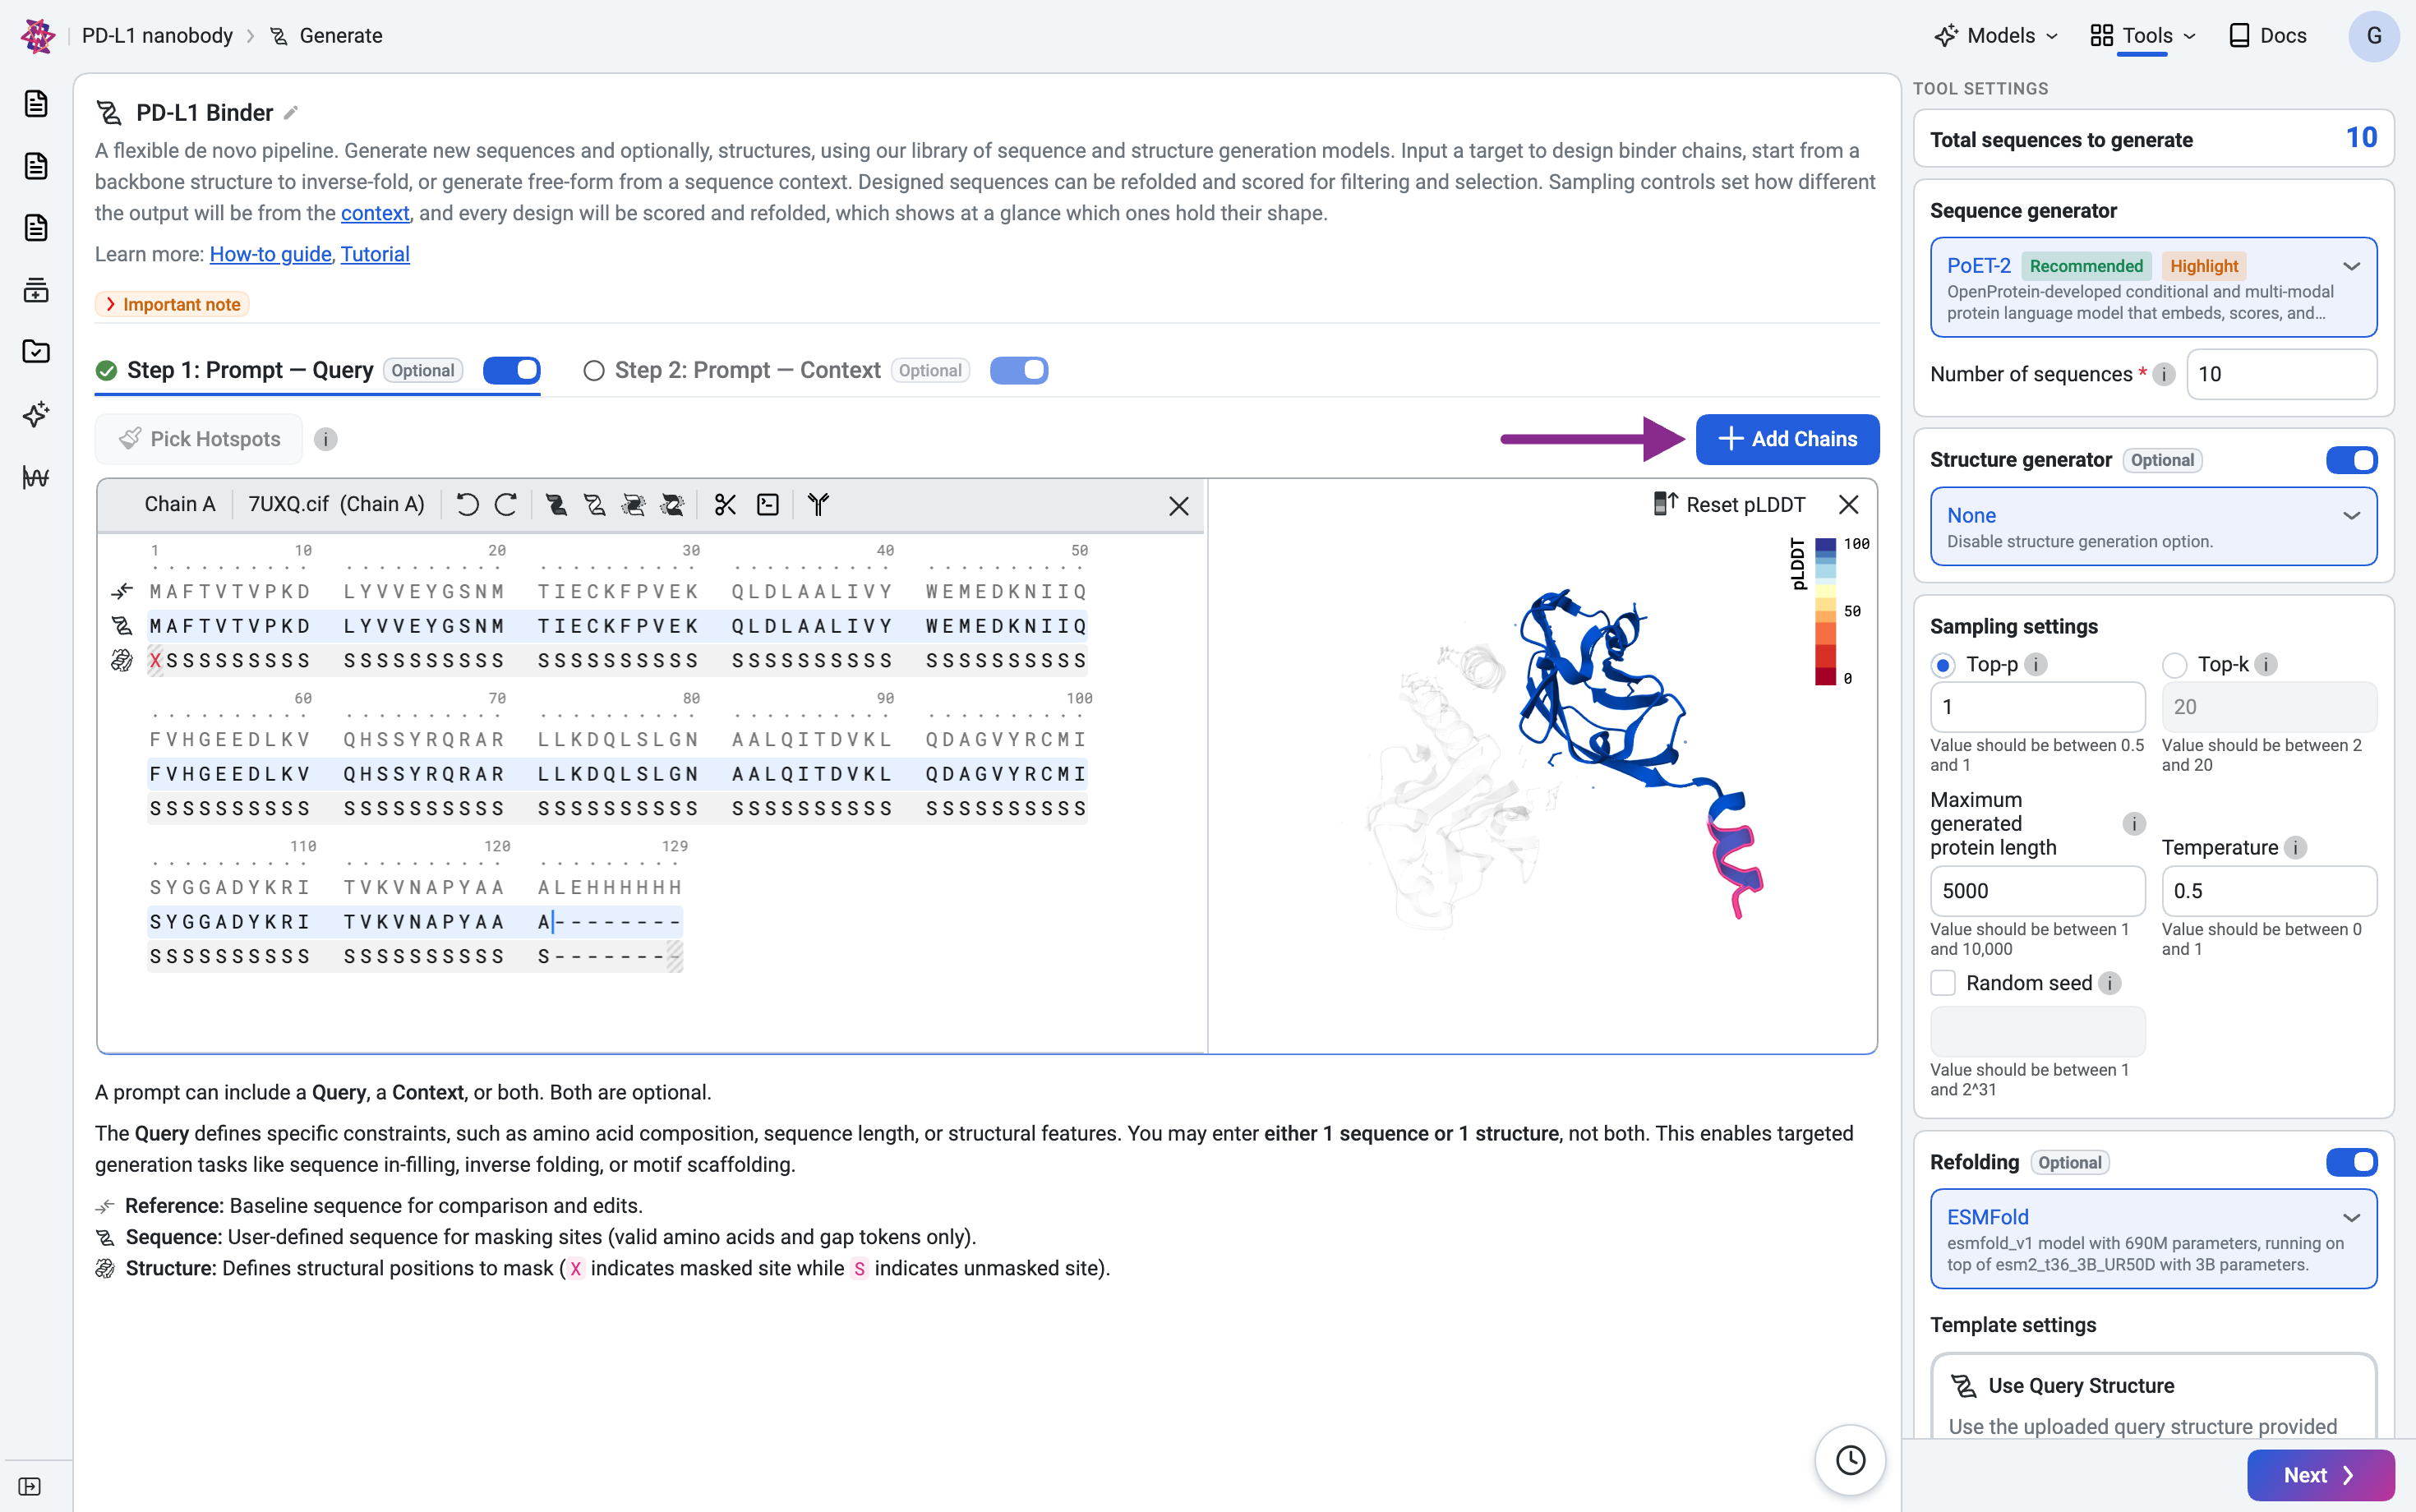 PD-L1 nanobody
Generate
Models
Tools
Docs
G
PD-L1 Binder
A flexible de novo pipeline. Generate new sequences and optionally, structures, using our library of sequence and structure generation models. Input a target to design binder chains, start from a
backbone structure to inverse-fold, or generate free-form from a sequence context. Designed sequences can be refolded and scored for filtering and selection. Sampling controls set how different
the output will be from the context, and every design will be scored and refolded, which shows at a glance which ones hold their shape.
Learn more: How-to guide, Tutorial
Important note
Step 1: Prompt — Query Optional
Step 2: Prompt — Context Optional
Pick Hotspots i
Add Chains
Chain A 7UXQ.cif (Chain A)
1 10 20 30 40 50
MAFTVTVPKD LYVVEYGSNM TIECKFPVEK QLDLAALIVY WEMEDKNIIQ
MAFTVTVPKD LYVVEYGSNM TIECKFPVEK QLDLAALIVY WEMEDKNIIQ
XSSSSSSSSS SSSSSSSSSS SSSSSSSSSS SSSSSSSSSS SSSSSSSSSS
60 70 80 90 100
FVHGEEDLKV QHSSYRQRAR LLKDQLSLGN AALQITDVKL QDAGVYRCMI
FVHGEEDLKV QHSSYRQRAR LLKDQLSLGN AALQITDVKL QDAGVYRCMI
SSSSSSSSSS SSSSSSSSSS SSSSSSSSSS SSSSSSSSSS SSSSSSSSSS
110 120 129
SYGGADYKRI TVKVNAPYAA ALEHHHHHH
SYGGADYKRI TVKVNAPYAA A--------
SSSSSSSSSS SSSSSSSSSS S--------
Reset pLDDT
pLDDT
100
50
0
A prompt can include a Query, a Context, or both. Both are optional.
The Query defines specific constraints, such as amino acid composition, sequence length, or structural features. You may enter either 1 sequence or 1 structure, not both. This enables targeted
generation tasks like sequence in-filling, inverse folding, or motif scaffolding.
Reference: Baseline sequence for comparison and edits.
Sequence: User-defined sequence for masking sites (valid amino acids and gap tokens only).
Structure: Defines structural positions to mask ( X indicates masked site while S indicates unmasked site).
TOOL SETTINGS
Total sequences to generate 10
Sequence generator
PoET-2 Recommended Highlight
OpenProtein-developed conditional and multi-modal
protein language model that embeds, scores, and...
Number of sequences * i 10
Structure generator Optional
None
Disable structure generation option.
Sampling settings
Top-p i
1
Value should be between 0.5
and 1
Top-k i
20
Value should be between 2
and 20
Maximum
generated
protein length i
5000
Value should be between 1
and 10,000
Temperature i
0.5
Value should be between 0
and 1
Random seed i
Value should be between 1
and 2^31
Refolding Optional
ESMFold
esmfold_v1 model with 690M parameters, running on
top of esm2_t36_3B_UR50D with 3B parameters.
Template settings
Use Query Structure
Use the uploaded query structure provided
Next